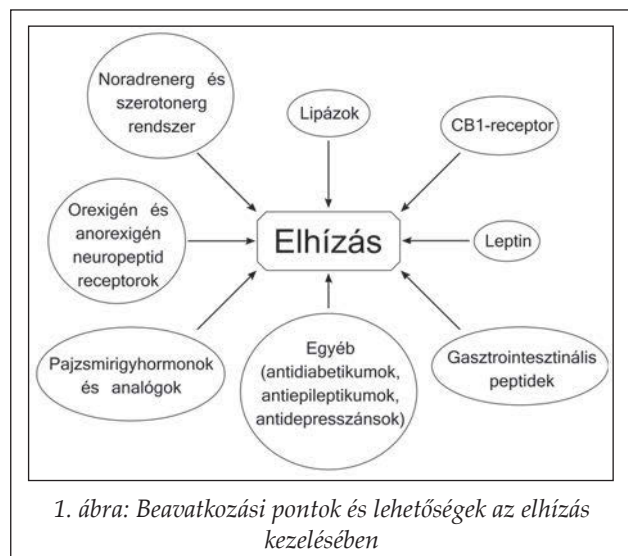 Noradrenerg és
szerotonerg
rendszer
Lipázok
CB1-receptor
Orexigén és
anorexigén
neuropeptid
receptorok
Elhízás
Leptin
Pajzsmirigyhormonok
és analógok
Egyéb
(antidiabetikumok,
antiepileptikumok,
antidepresszánsok)
Gasztrointesztinális
peptidek
1. ábra: Beavatkozási pontok és lehetőségek az elhízás
kezelésében